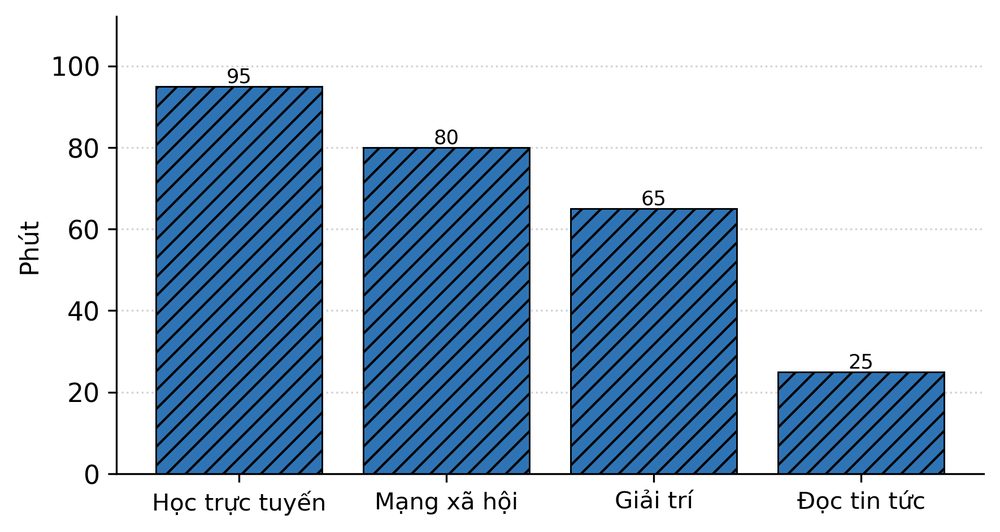 Phút
100
80
60
40
20
0
95
80
65
25
Học trực tuyến
Mạng xã hội
Giải trí
Đọc tin tức